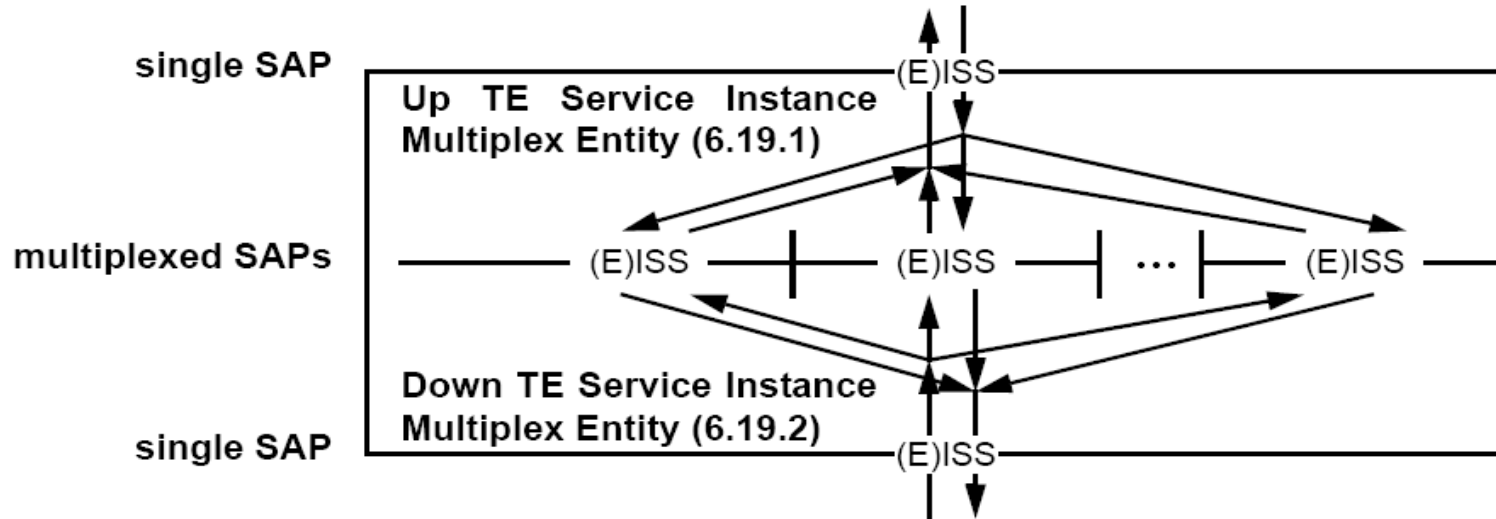 single SAP
(E)ISS
Up TE Service Instance
Multiplex Entity (6.19.1)
multiplexed SAPs
(E)ISS
(E)ISS
...
(E)ISS
Down TE Service Instance
Multiplex Entity (6.19.2)
single SAP
(E)ISS